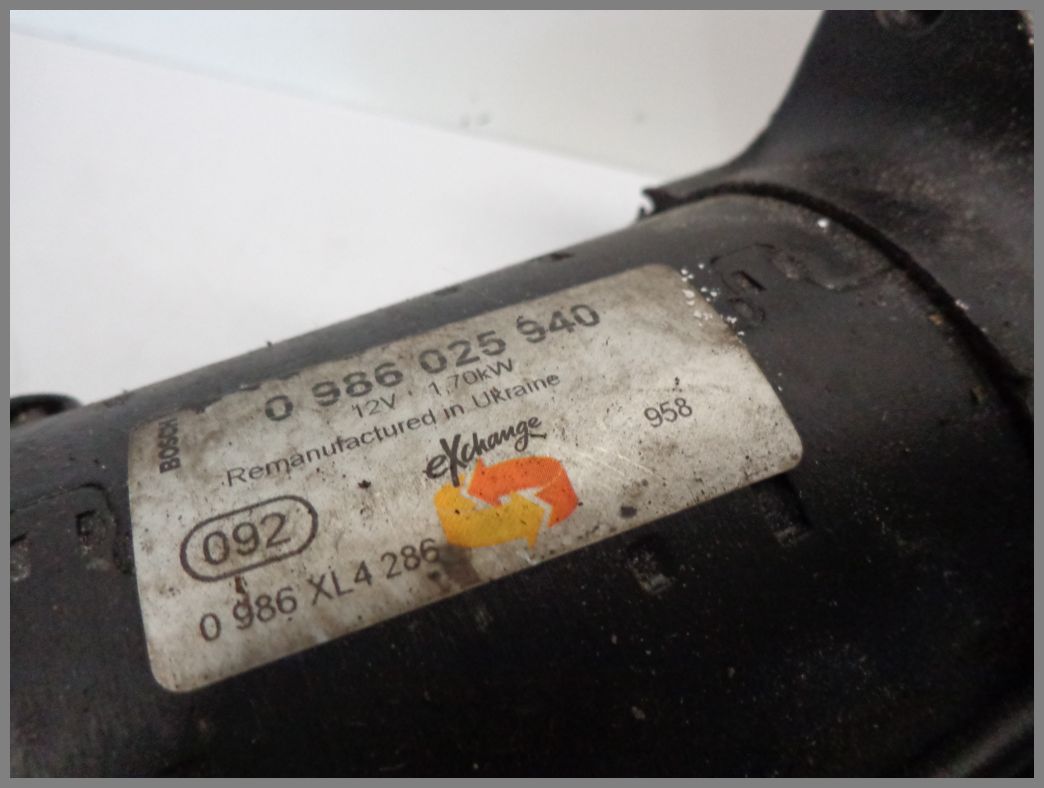 BOSCH
0 986 025 940
12V 1,70kW
Remanufactured in Ukraine
eXchange
958
092
0 986 XL4 286